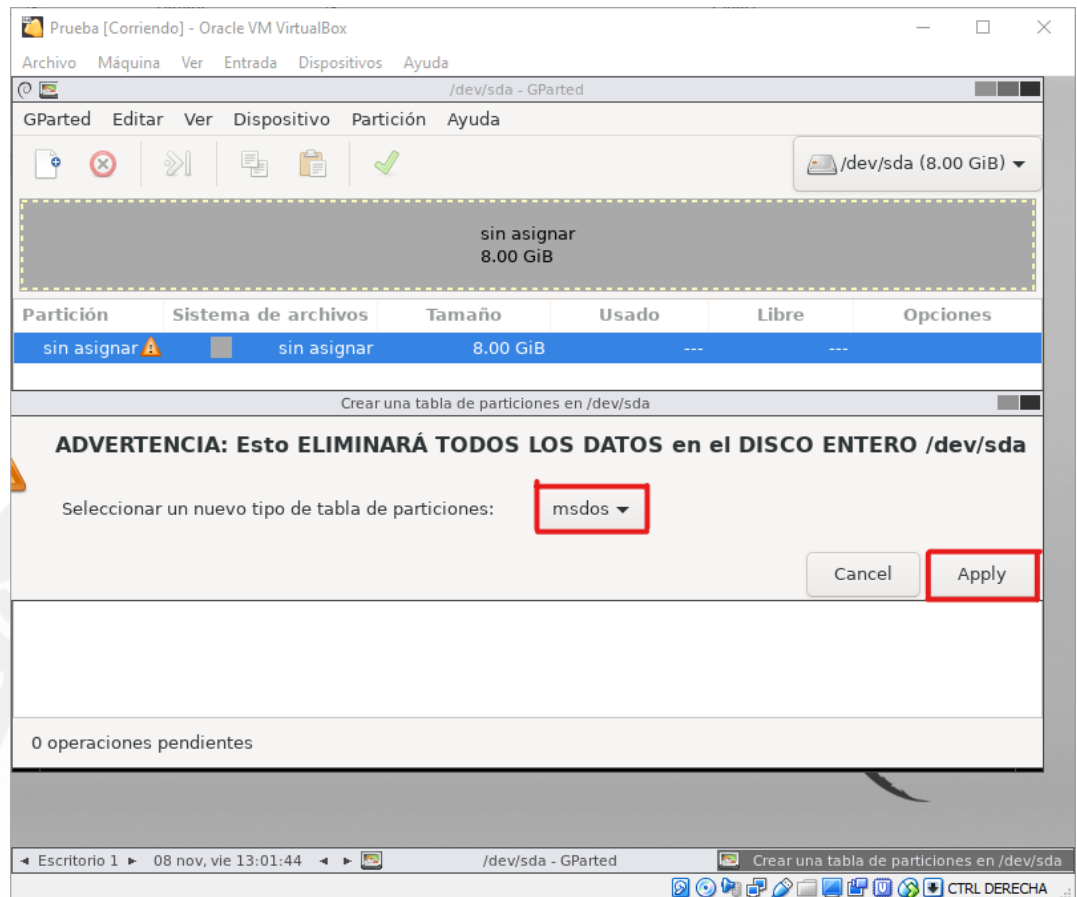 Prueba [Corriendo] - Oracle VM VirtualBox
Archivo Máquina Ver Entrada Dispositivos Ayuda
/dev/sda - GParted
GParted Editar Ver Dispositivo Partición Ayuda
/dev/sda (8.00 GiB)
sin asignar
8.00 GiB
Partición Sistema de archivos Tamaño Usado Libre Opciones
sin asignar sin asignar 8.00 GiB --- ---
Crear una tabla de particiones en /dev/sda
ADVERTENCIA: Esto ELIMINARÁ TODOS LOS DATOS en el DISCO ENTERO /dev/sda
Seleccionar un nuevo tipo de tabla de particiones: msdos
Cancel Apply
0 operaciones pendientes
Escritorio 1 08 nov, vie 13:01:44 /dev/sda - GParted Crear una tabla de particiones en /dev/sda
CTRL DERECHA